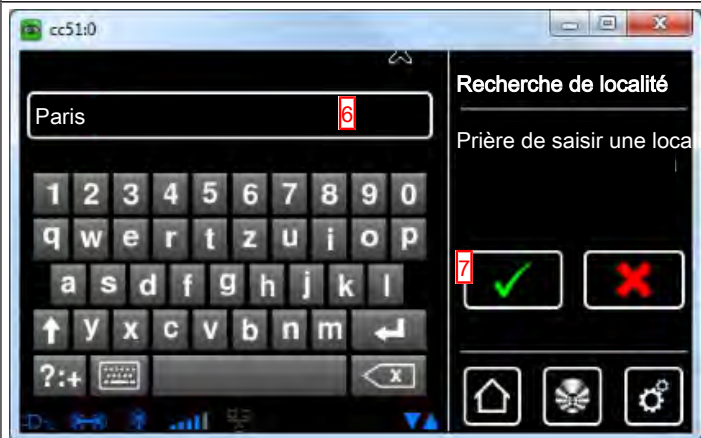 cc51:0
Recherche de localité
Paris 6
Prière de saisir une local
1 2 3 4 5 6 7 8 9 0
q w e r t z u i o p
7
a s d f g h j k l
y x c v b n m
?:+ x